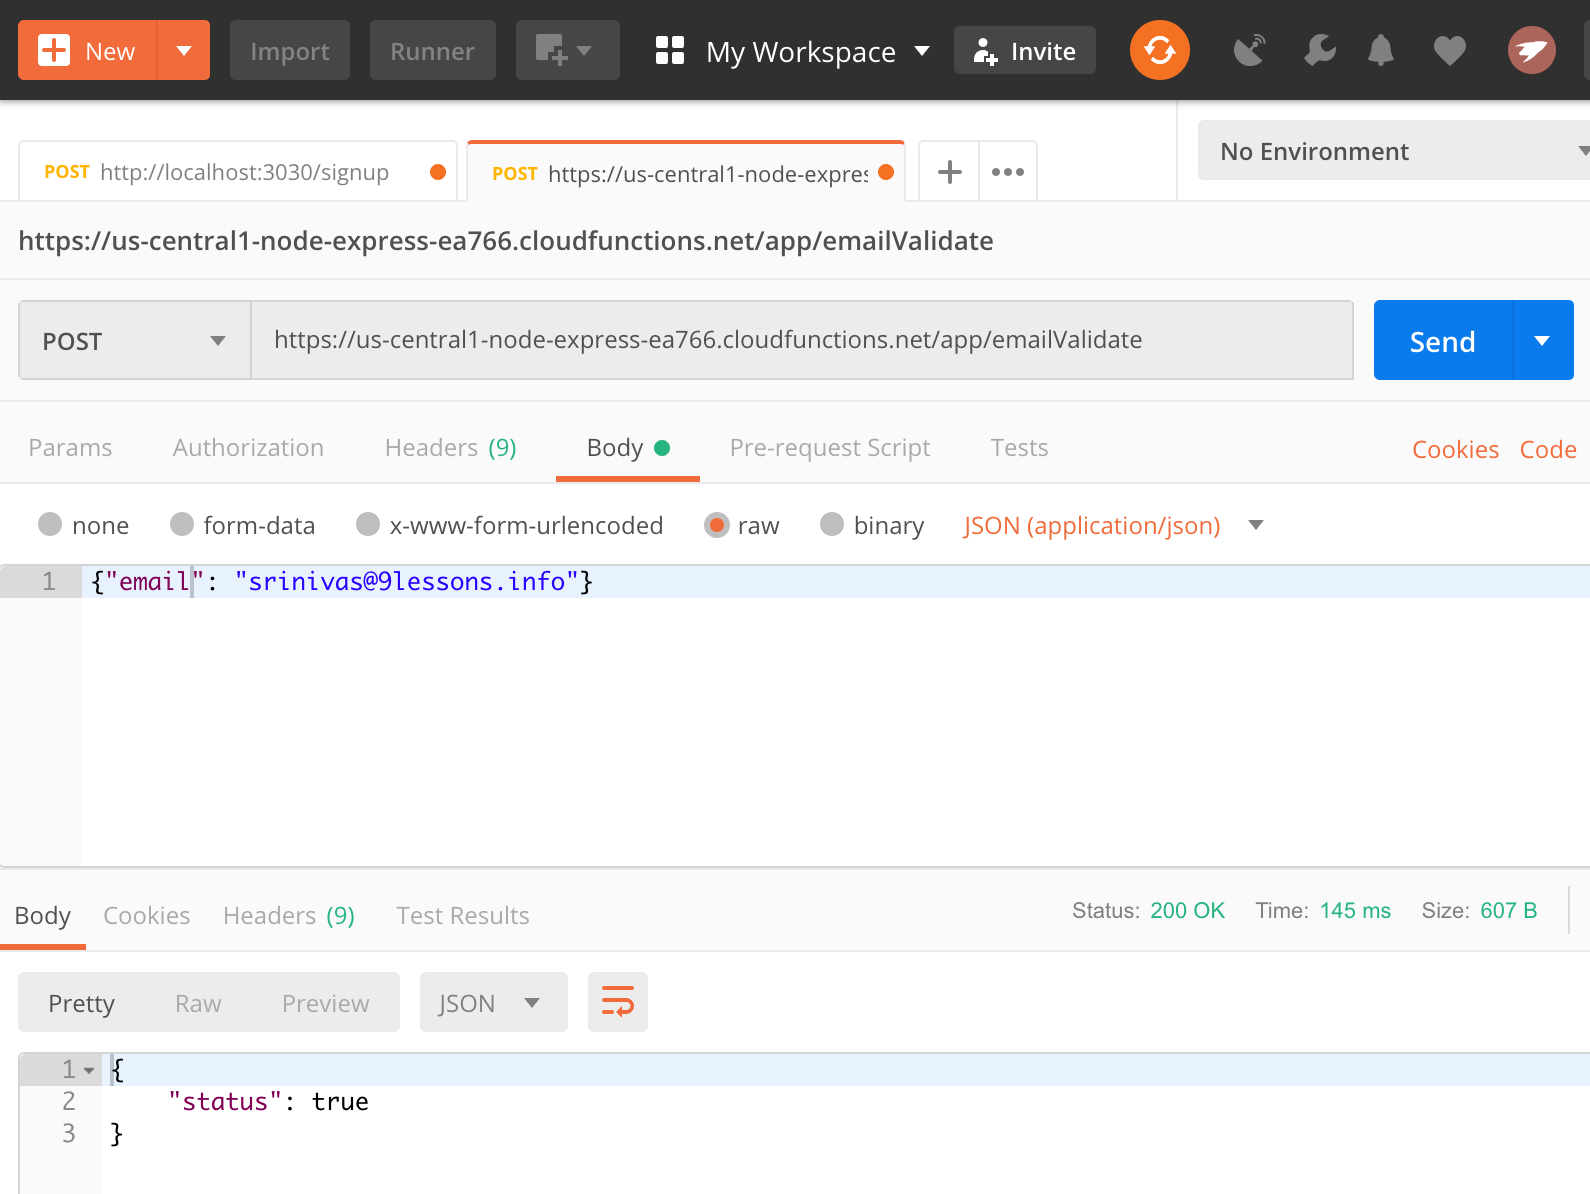 New Import Runner My Workspace Invite
POST http://localhost:3030/signup POST https://us-central1-node-expres No Environment
https://us-central1-node-express-ea766.cloudfunctions.net/app/emailValidate
POST https://us-central1-node-express-ea766.cloudfunctions.net/app/emailValidate Send
Params Authorization Headers (9) Body Pre-request Script Tests Cookies Code
none form-data x-www-form-urlencoded raw binary JSON (application/json)
1 {"email": "srinivas@9lessons.info"}
Body Cookies Headers (9) Test Results Status: 200 OK Time: 145 ms Size: 607 B
Pretty Raw Preview JSON
1 {
2 "status": true
3 }